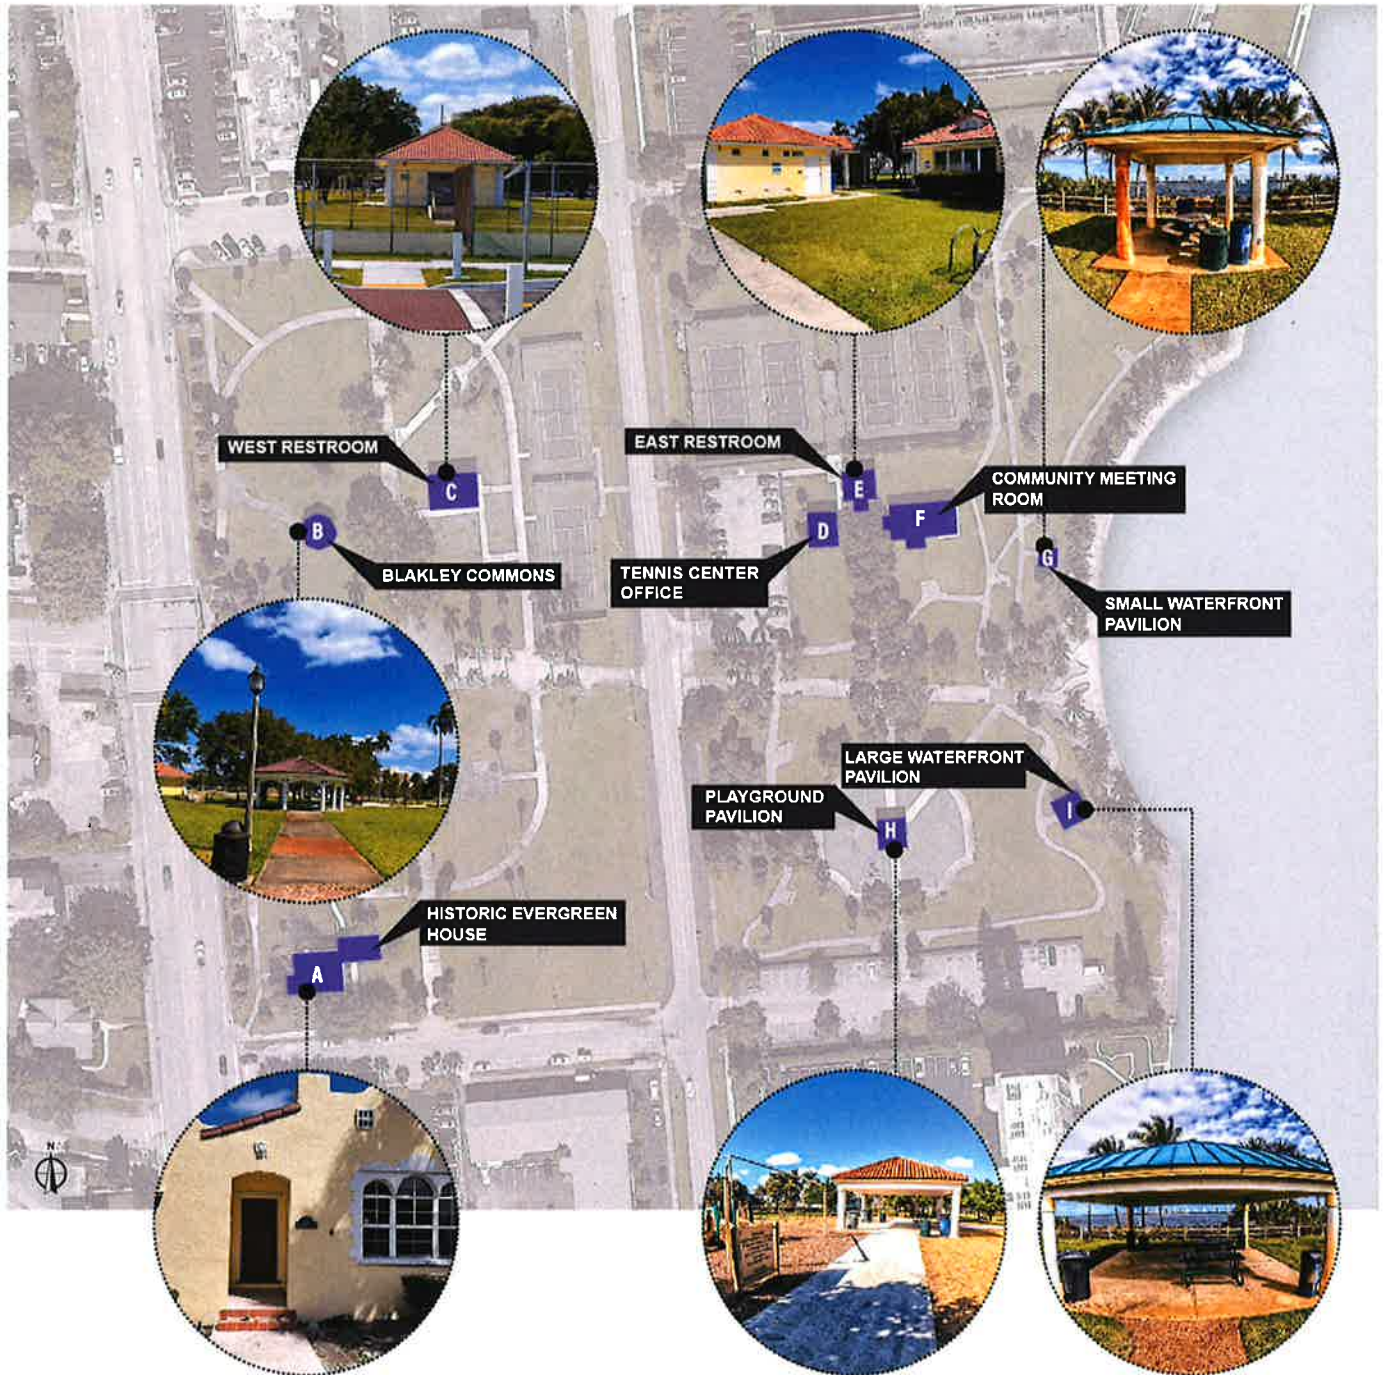 WEST RESTROOM
C
B
BLAKLEY COMMONS
EAST RESTROOM
E
D
TENNIS CENTER
OFFICE
F
COMMUNITY MEETING
ROOM
G
SMALL WATERFRONT
PAVILION
LARGE WATERFRONT
PAVILION
I
PLAYGROUND
PAVILION
H
HISTORIC EVERGREEN
HOUSE
A
N